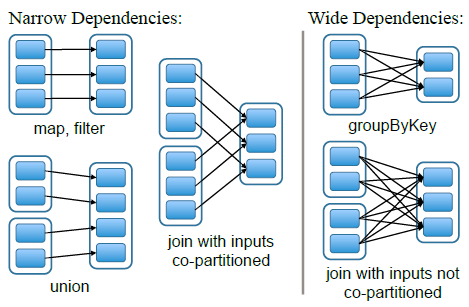 Narrow Dependencies:
map, filter
union
join with inputs
co-partitioned
Wide Dependencies:
groupByKey
join with inputs not
co-partitioned